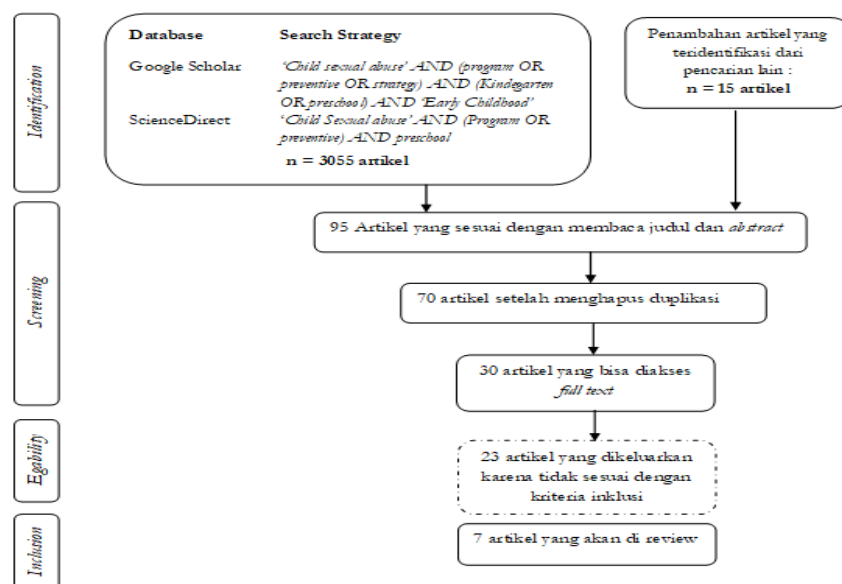 Identification
Database Search Strategy
Google Scholar ‘Child sexual abuse’ AND (program OR
preventive OR strategy) AND (Kindegarten
OR preschool) AND ‘Early Childhood’
ScienceDirect ‘Child Sexual abuse’ AND (Program OR
preventive) AND preschool
n = 3055 artikel
Penambahan artikel yang
teridentifikasi dari
pencarian lain :
n = 15 artikel
Screening
95 Artikel yang sesuai dengan membaca judul dan abstract
70 artikel setelah menghapus duplikasi
30 artikel yang bisa diakses
full text
Egability
23 artikel yang dikeluarkan
karena tidak sesuai dengan
kriteria inklusi
Inclusion
7 artikel yang akan di review